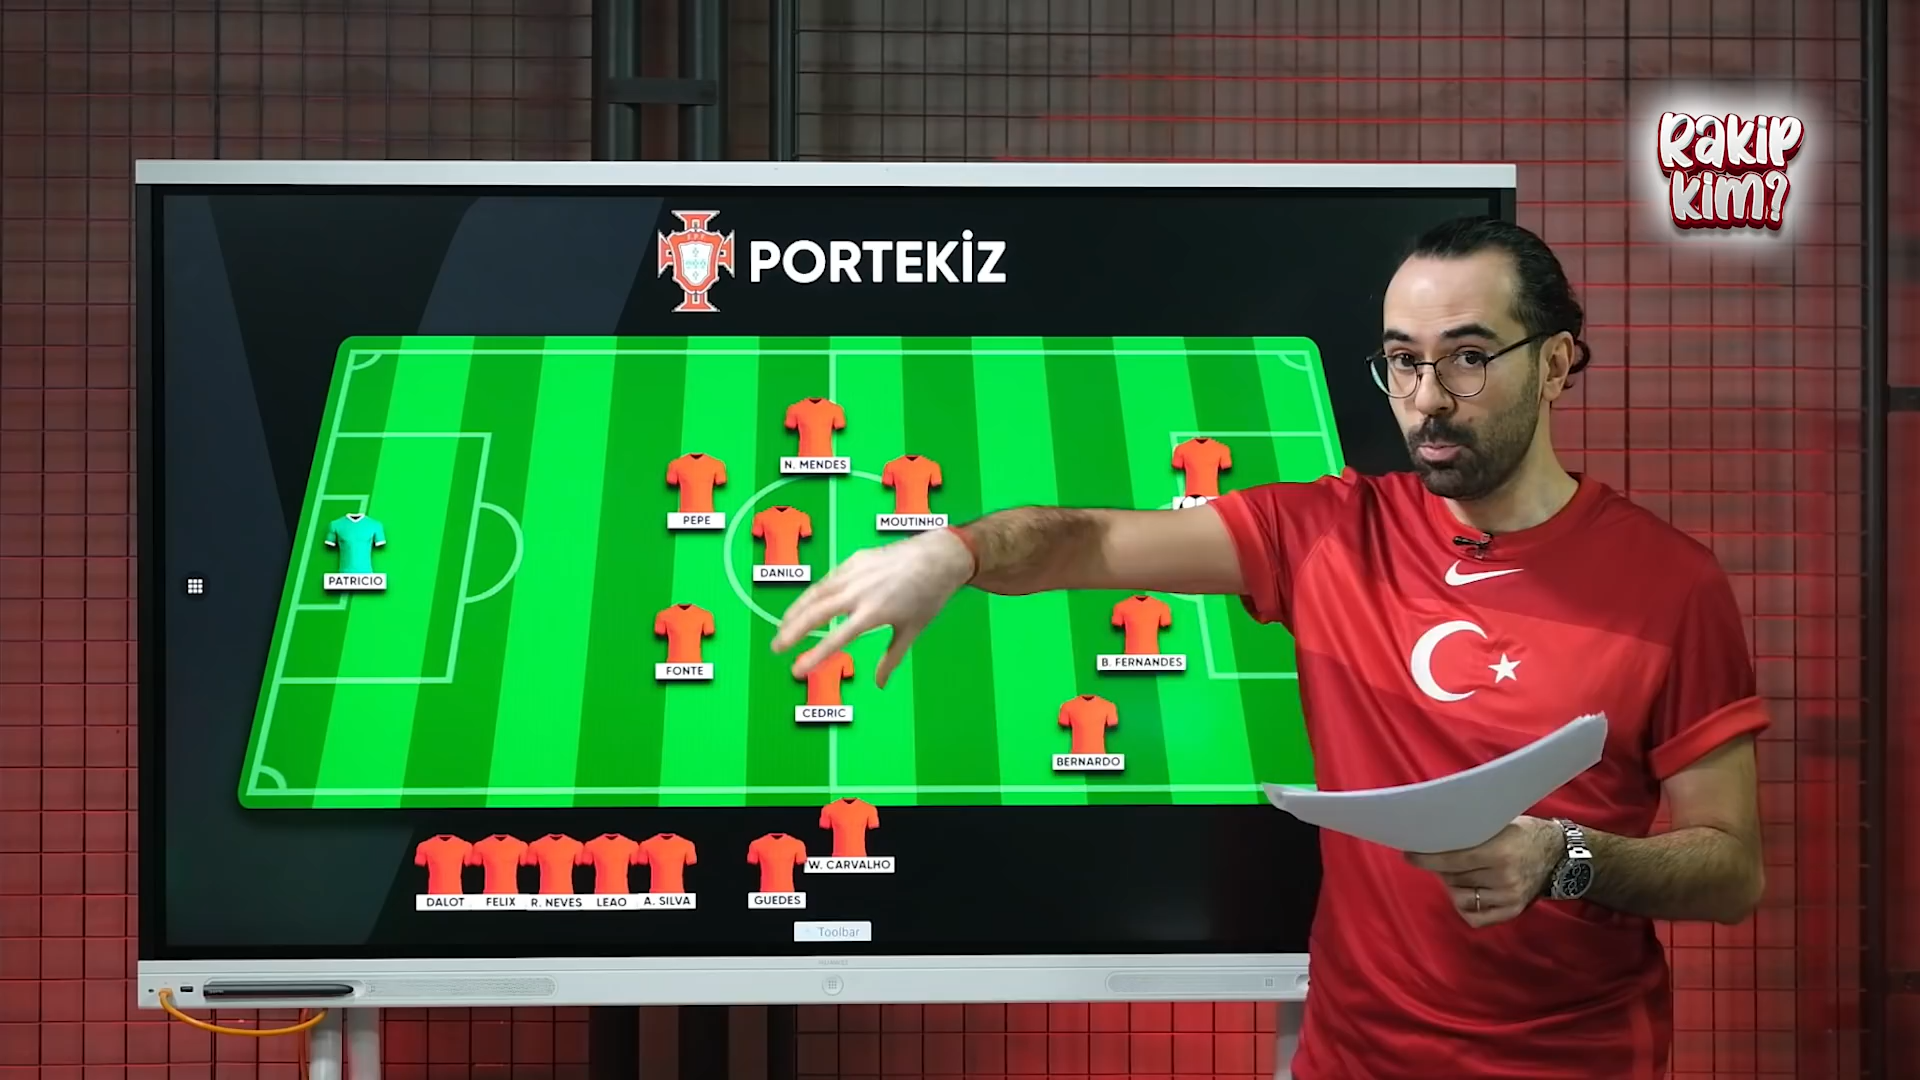 RAKIP
KIM?
PORTEKİZ
N. MENDES
PEPE
MOUTINHO
DANILO
PATRICIO
FONTE
B. FERNANDES
CEDRIC
BERNARDO
W. CARVALHO
DALOT FELIX R. NEVES LEAO A. SILVA GUEDES
Toolbar